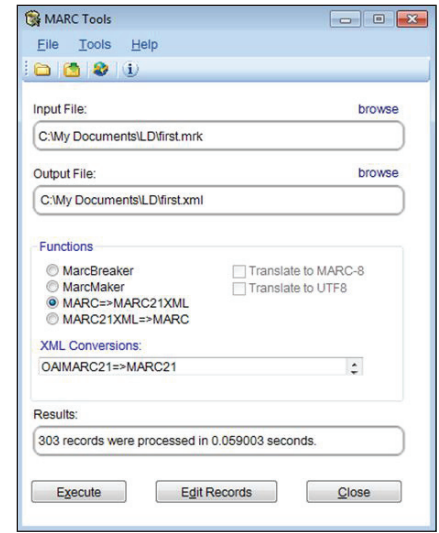 MARC Tools
File Tools Help
Input File: browse
C:\My Documents\LD\first.mrk
Output File: browse
C:\My Documents\LD\first.xml
Functions
MarcBreaker Translate to MARC-8
MarcMaker Translate to UTF8
MARC=>MARC21XML
MARC21XML=>MARC
XML Conversions:
OAIMARC21=>MARC21
Results:
303 records were processed in 0.059003 seconds.
Execute Edit Records Close